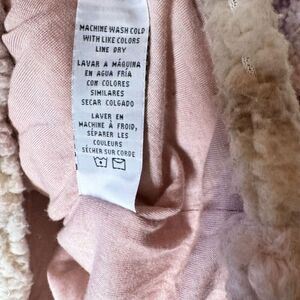 MACHINE WASH COLD
WITH LIKE COLORS
LINE DRY
LAVAR A MÁQUINA
EN AGUA FRÍA
CON COLORES
SIMILARES
SECAR COLGADO
LAVER EN
MACHINE À FROID,
SÉPARER LES
COULEURS
SÉCHER SUR CORDE